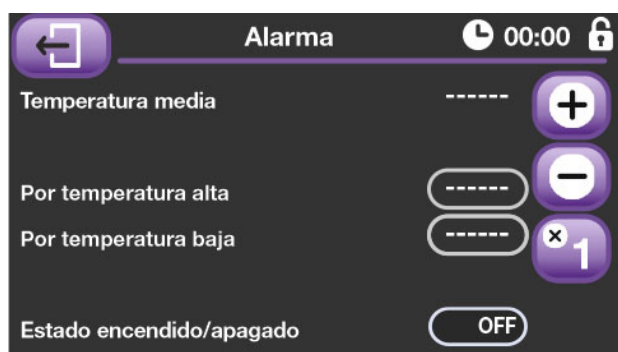 Alarma 00:00
Temperatura media ------
Por temperatura alta ------
Por temperatura baja ------
×1
Estado encendido/apagado OFF